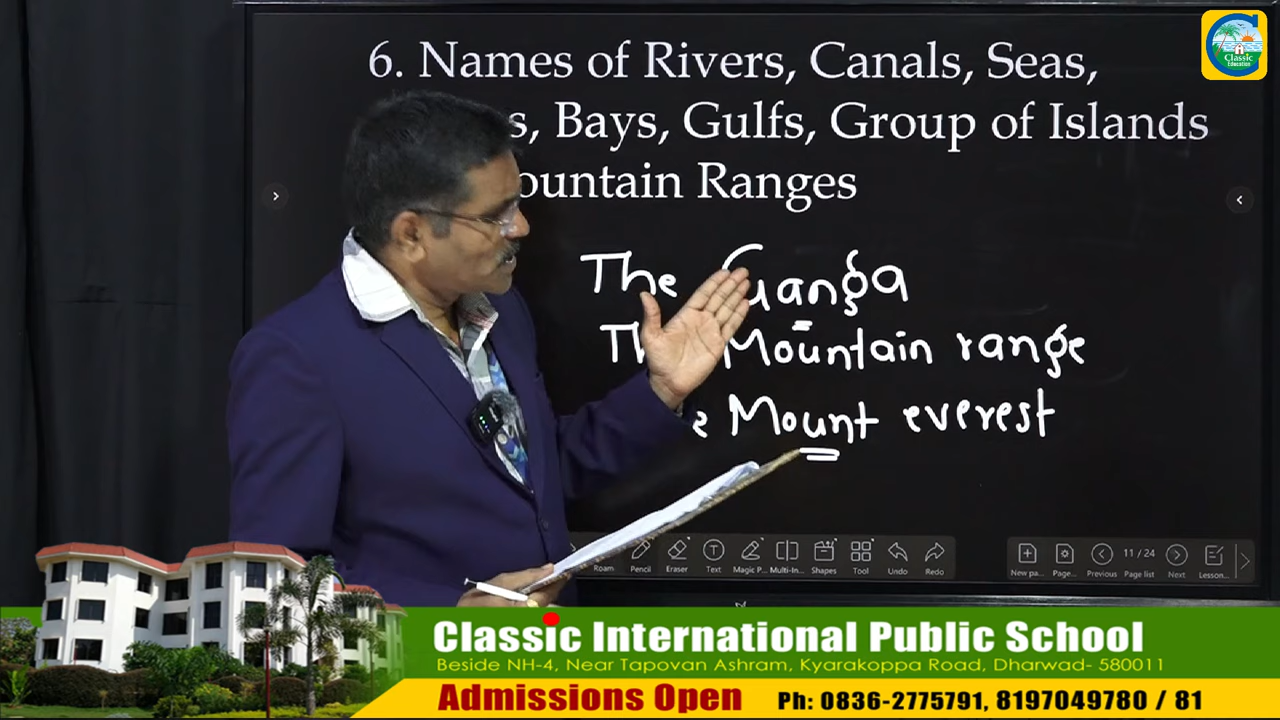 6. Names of Rivers, Canals, Seas,
Bays, Gulfs, Group of Islands
Ranges
The Ganga
Mountain range
Mount everest
Roam Pencil Eraser Text Magic P... Multi-In... Shapes Tool Undo Redo
New pa... Page... Previous 11 / 24 Page list Next Lesson...
Classic
Education
Classic International Public School
Beside NH-4, Near Tapovan Ashram, Kyarakoppa Road, Dharwad- 580011
Admissions Open Ph: 0836-2775791, 8197049780 / 81